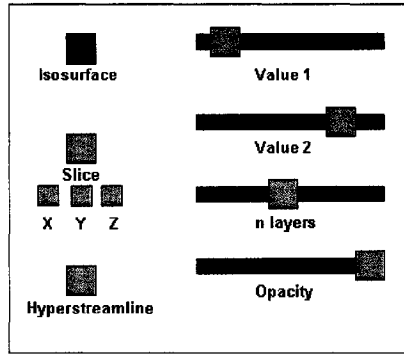 Isosurface
Value 1
Value 2
Slice
X Y Z
n layers
Hyperstreamline
Opacity